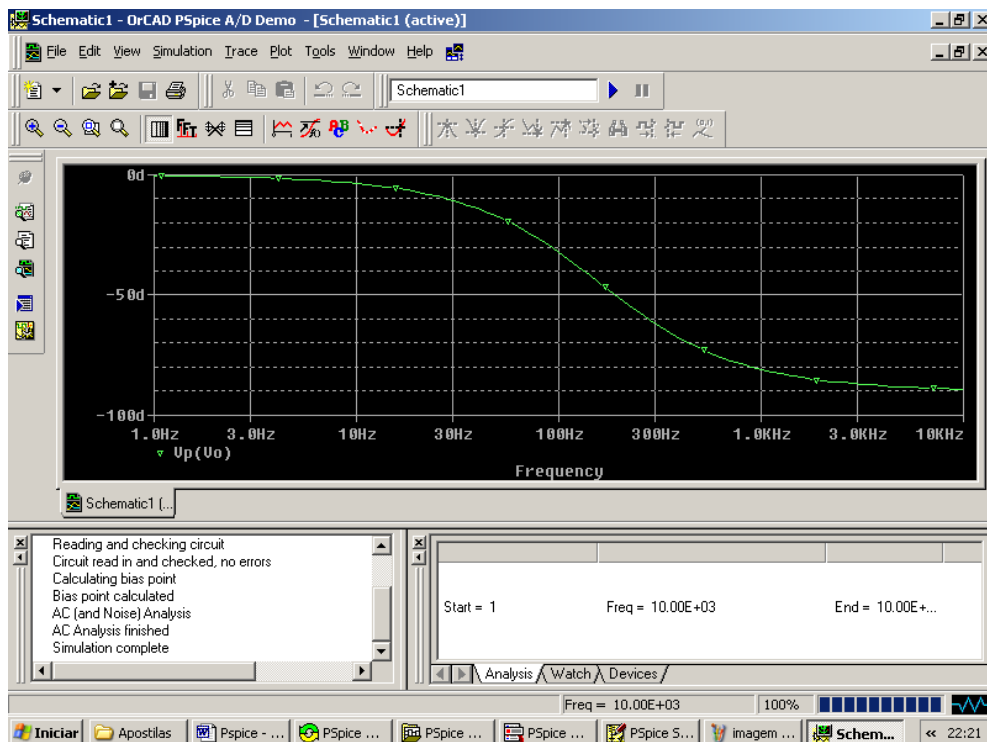 Schematic1 - OrCAD PSpice A/D Demo - [Schematic1 (active)]
File Edit View Simulation Trace Plot Tools Window Help
Schematic1
FFT
0d
-50d
-100d
1.0Hz 3.0Hz 10Hz 30Hz 100Hz 300Hz 1.0KHz 3.0KHz 10KHz
Vp(Vo)
Frequency
Schematic1 (...
Reading and checking circuit
Circuit read in and checked, no errors
Calculating bias point
Bias point calculated
AC (and Noise) Analysis
AC Analysis finished
Simulation complete
Start = 1 Freq = 10.00E+03 End = 10.00E+...
Analysis Watch Devices
Freq = 10.00E+03 100%
Iniciar Apostilas Pspice - ... PSpice ... PSpice ... PSpice ... PSpice S... imagem ... Schem... « 22:21